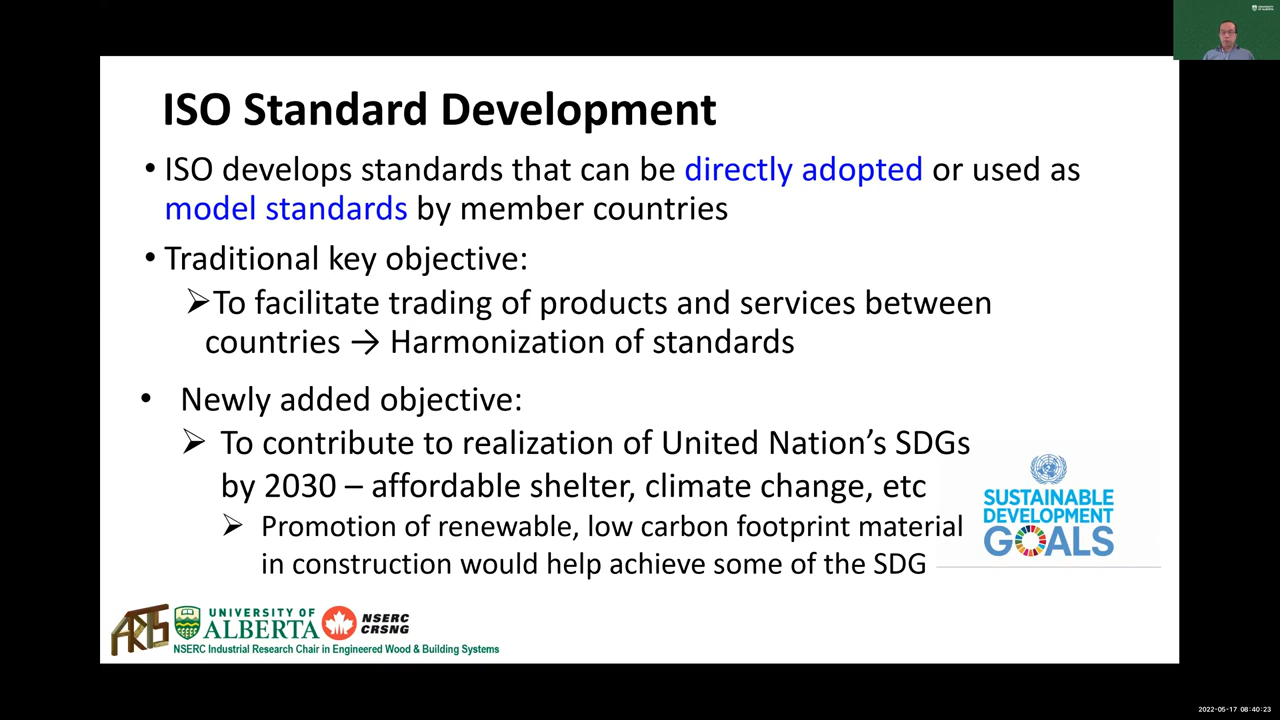 UNIVERSITY
OF ALBERTA
ISO Standard Development
• ISO develops standards that can be directly adopted or used as
model standards by member countries
• Traditional key objective:
➢To facilitate trading of products and services between
countries → Harmonization of standards
• Newly added objective:
➢ To contribute to realization of United Nation’s SDGs
by 2030 – affordable shelter, climate change, etc
➢ Promotion of renewable, low carbon footprint material
in construction would help achieve some of the SDG
SUSTAINABLE
DEVELOPMENT
GOALS
UNIVERSITY OF
ALBERTA
NSERC
CRSNG
NSERC Industrial Research Chair in Engineered Wood & Building Systems
2022-05-17 08:40:23